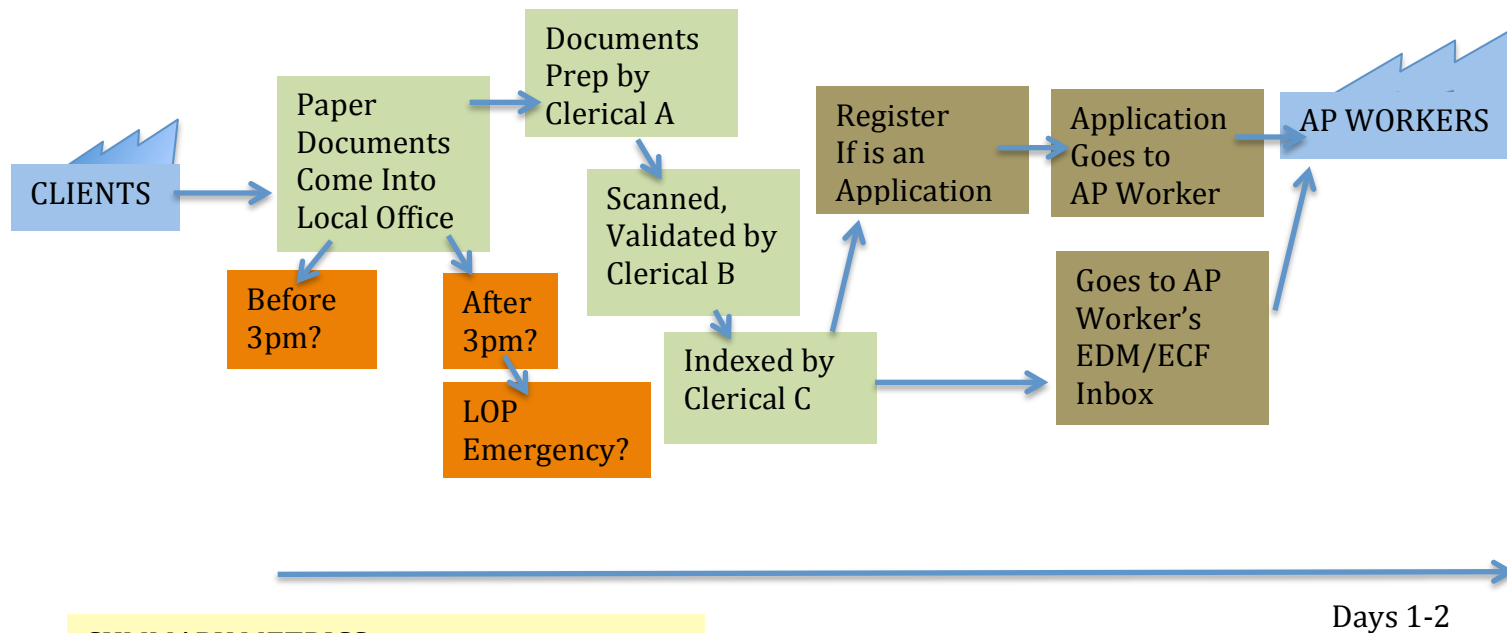 CLIENTS
Paper
Documents
Come Into
Local Office
Before
3pm?
After
3pm?
LOP
Emergency?
Documents
Prep by
Clerical A
Scanned,
Validated by
Clerical B
Indexed by
Clerical C
Register
If is an
Application
Application
Goes to
AP Worker
Goes to AP
Worker’s
EDM/ECF
Inbox
AP WORKERS
Days 1-2
SUMMARY METRICS